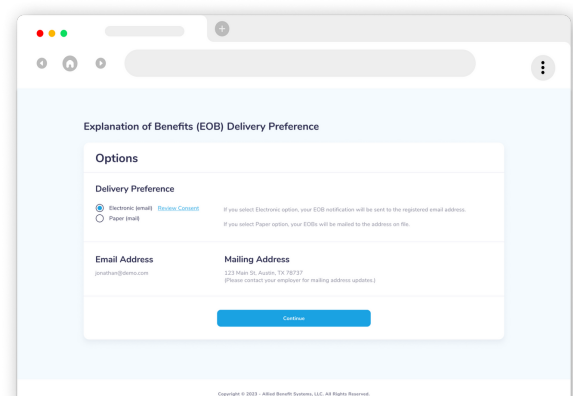 Explanation of Benefits (EOB) Delivery Preference
Options
Delivery Preference
Electronic (email) Review Consent
Paper (mail)
If you select Electronic option, your EOB notification will be sent to the registered email address.
If you select Paper option, your EOBs will be mailed to the address on file.
Email Address
jonathan@demo.com
Mailing Address
123 Main St. Austin, TX 78737
(Please contact your employer for mailing address updates.)
Continue
Copyright © 2023 - Allied Benefit Systems, LLC. All Rights Reserved.